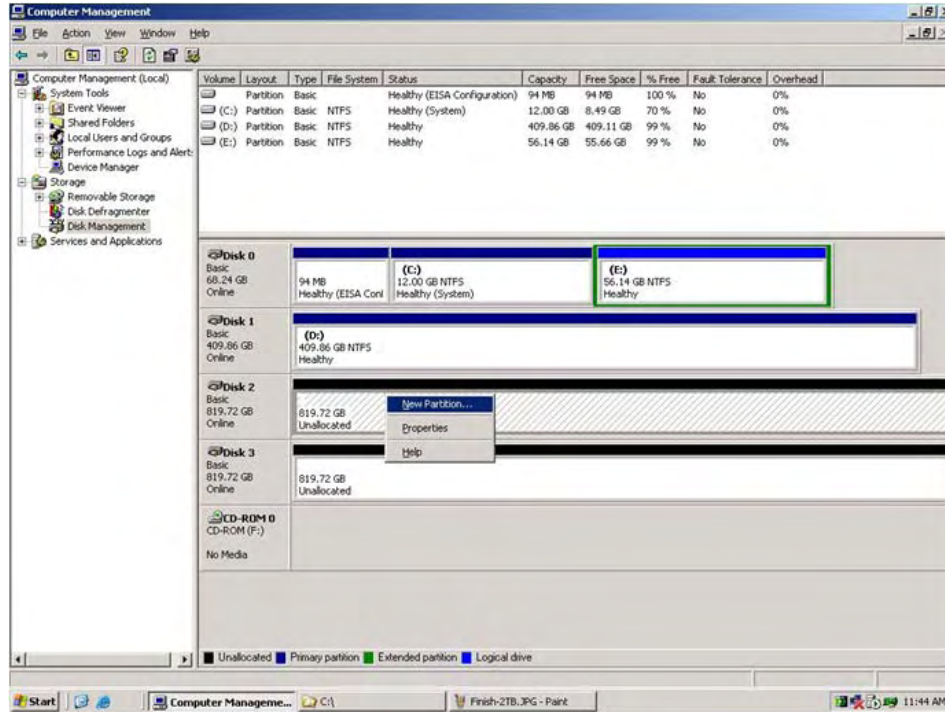 Computer Management
File Action View Window Help
Computer Management (Local)
System Tools
Event Viewer
Shared Folders
Local Users and Groups
Performance Logs and Alert:
Device Manager
Storage
Removable Storage
Disk Defragmenter
Disk Management
Services and Applications
Volume Layout Type File System Status Capacity Free Space % Free Fault Tolerance Overhead
Partition Basic Healthy (EISA Configuration) 94 MB 94 MB 100 % No 0%
(C:) Partition Basic NTFS Healthy (System) 12.00 GB 8.49 GB 70 % No 0%
(D:) Partition Basic NTFS Healthy 409.86 GB 409.11 GB 99 % No 0%
(E:) Partition Basic NTFS Healthy 56.14 GB 55.66 GB 99 % No 0%
Disk 0
Basic
68.24 GB
Online
94 MB
Healthy (EISA Conf
(C:)
12.00 GB NTFS
Healthy (System)
(E:)
56.14 GB NTFS
Healthy
Disk 1
Basic
409.86 GB
Online
(D:)
409.86 GB NTFS
Healthy
Disk 2
Basic
819.72 GB
Online
819.72 GB
Unallocated
New Partition...
Properties
Help
Disk 3
Basic
819.72 GB
Online
819.72 GB
Unallocated
CD-ROM 0
CD-ROM (F:)
No Media
Unallocated Primary partition Extended partition Logical drive
Start Computer Manageme... C:\ Finish-2TB.JPG - Paint 11:44 AM